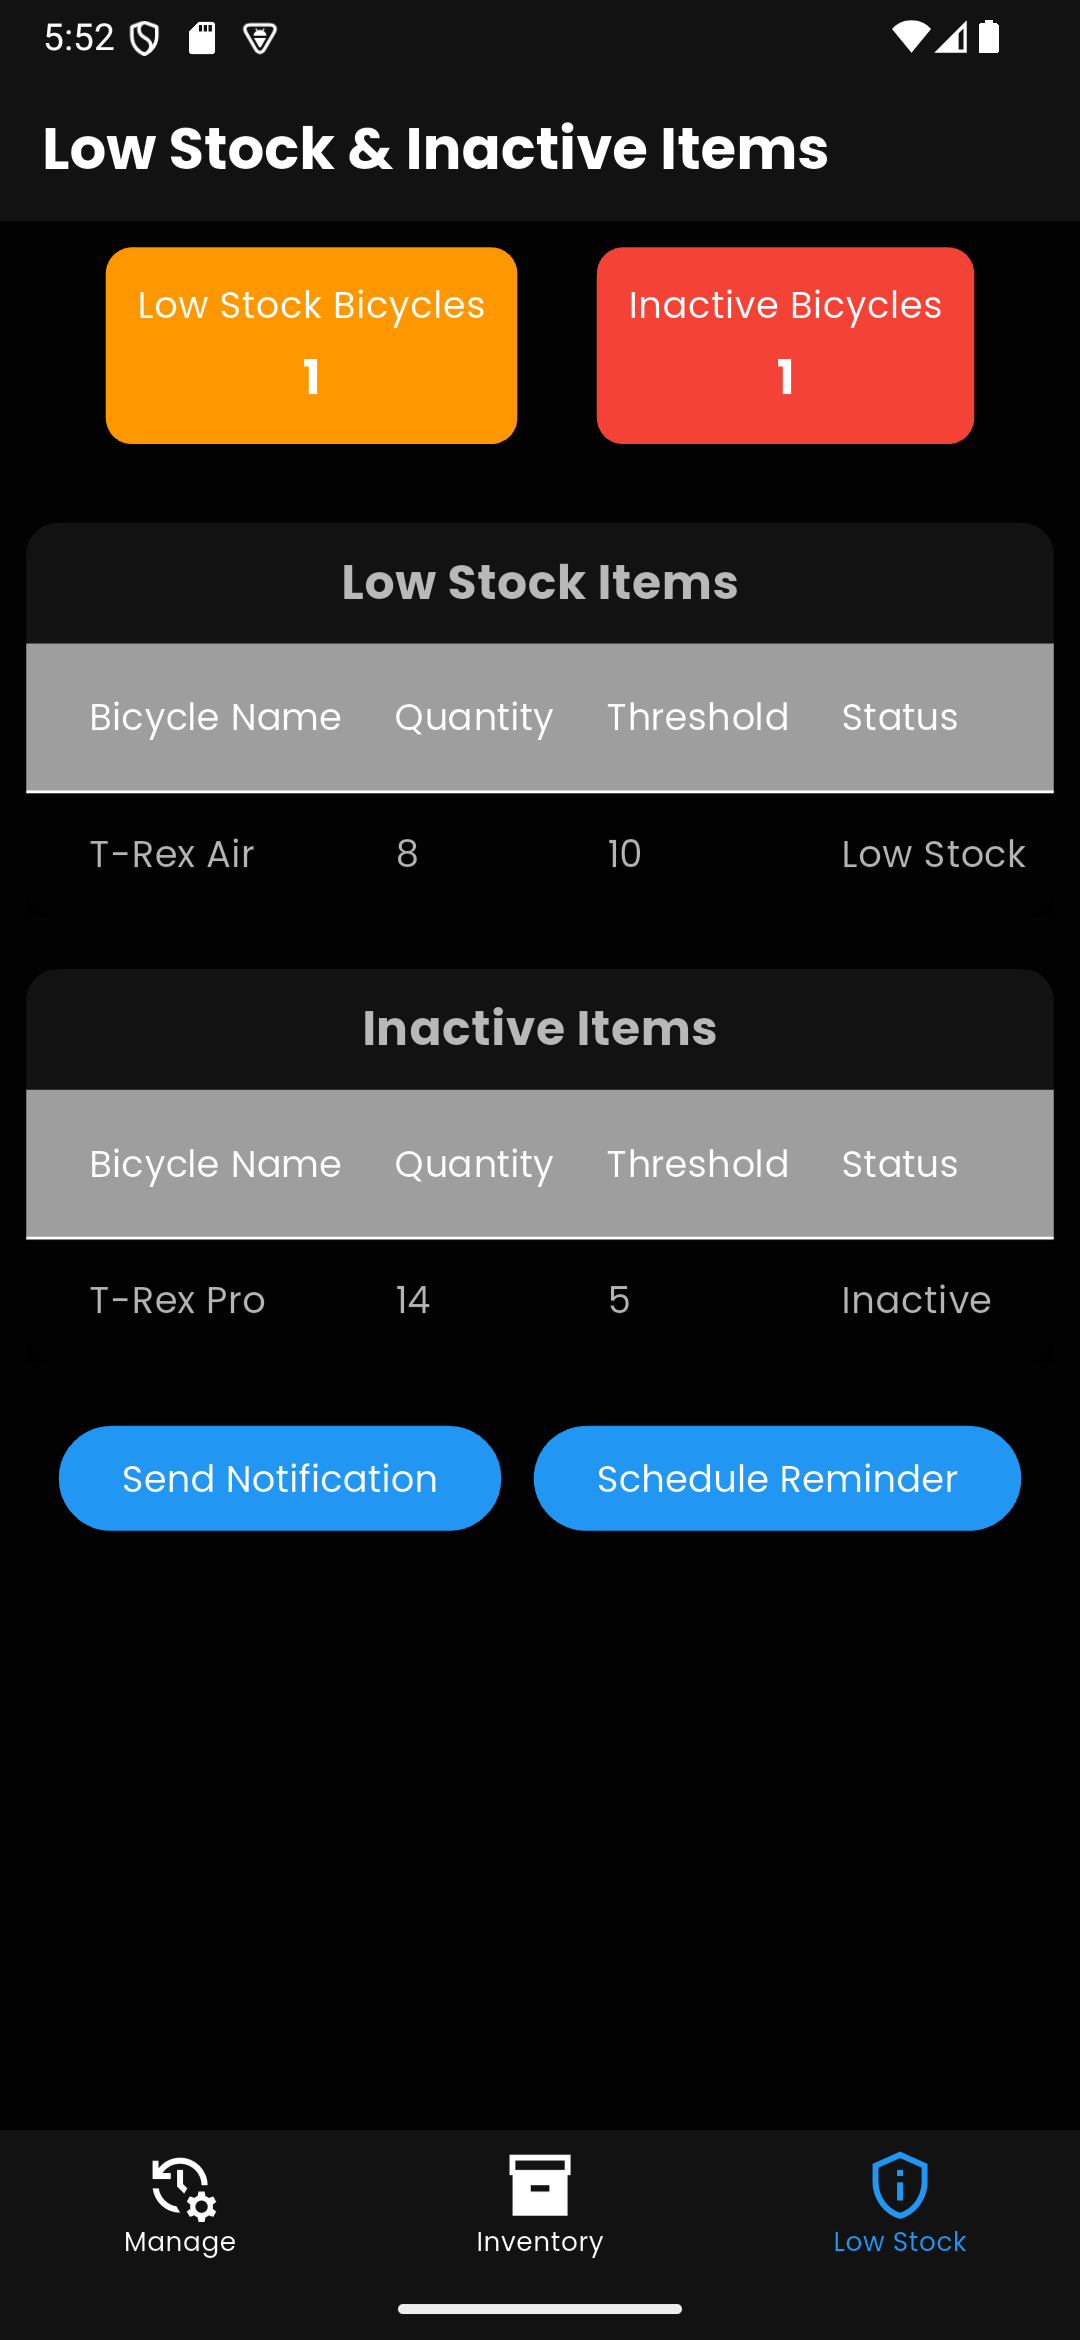 5:52
Low Stock & Inactive Items
Low Stock Bicycles
1
Inactive Bicycles
1
Low Stock Items
Bicycle Name Quantity Threshold Status
T-Rex Air 8 10 Low Stock
Inactive Items
Bicycle Name Quantity Threshold Status
T-Rex Pro 14 5 Inactive
Send Notification Schedule Reminder
Manage Inventory Low Stock